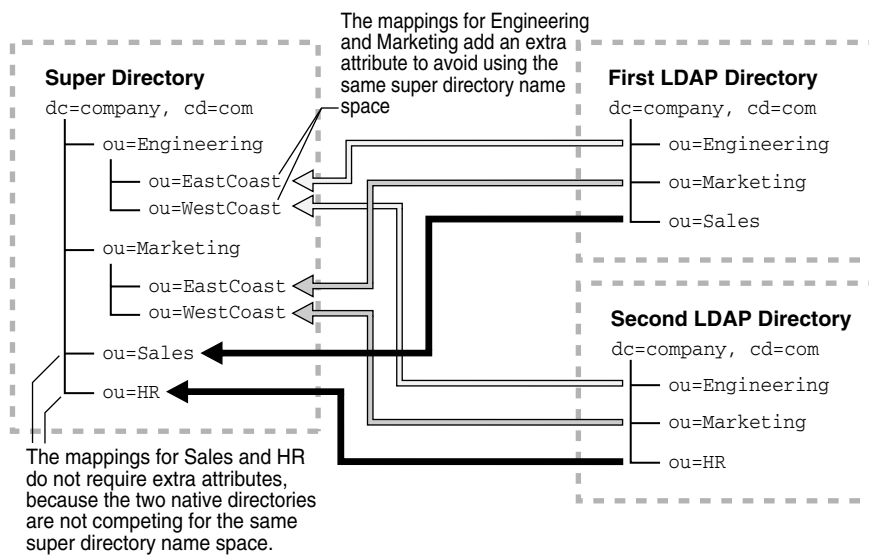 The mappings for Engineering
and Marketing add an extra
attribute to avoid using the
same super directory name
space
Super Directory
dc=company, cd=com
ou=Engineering
ou=EastCoast
ou=WestCoast
ou=Marketing
ou=EastCoast
ou=WestCoast
ou=Sales
ou=HR
The mappings for Sales and HR
do not require extra attributes,
because the two native directories
are not competing for the same
super directory name space.
First LDAP Directory
dc=company, cd=com
ou=Engineering
ou=Marketing
ou=Sales
Second LDAP Directory
dc=company, cd=com
ou=Engineering
ou=Marketing
ou=HR